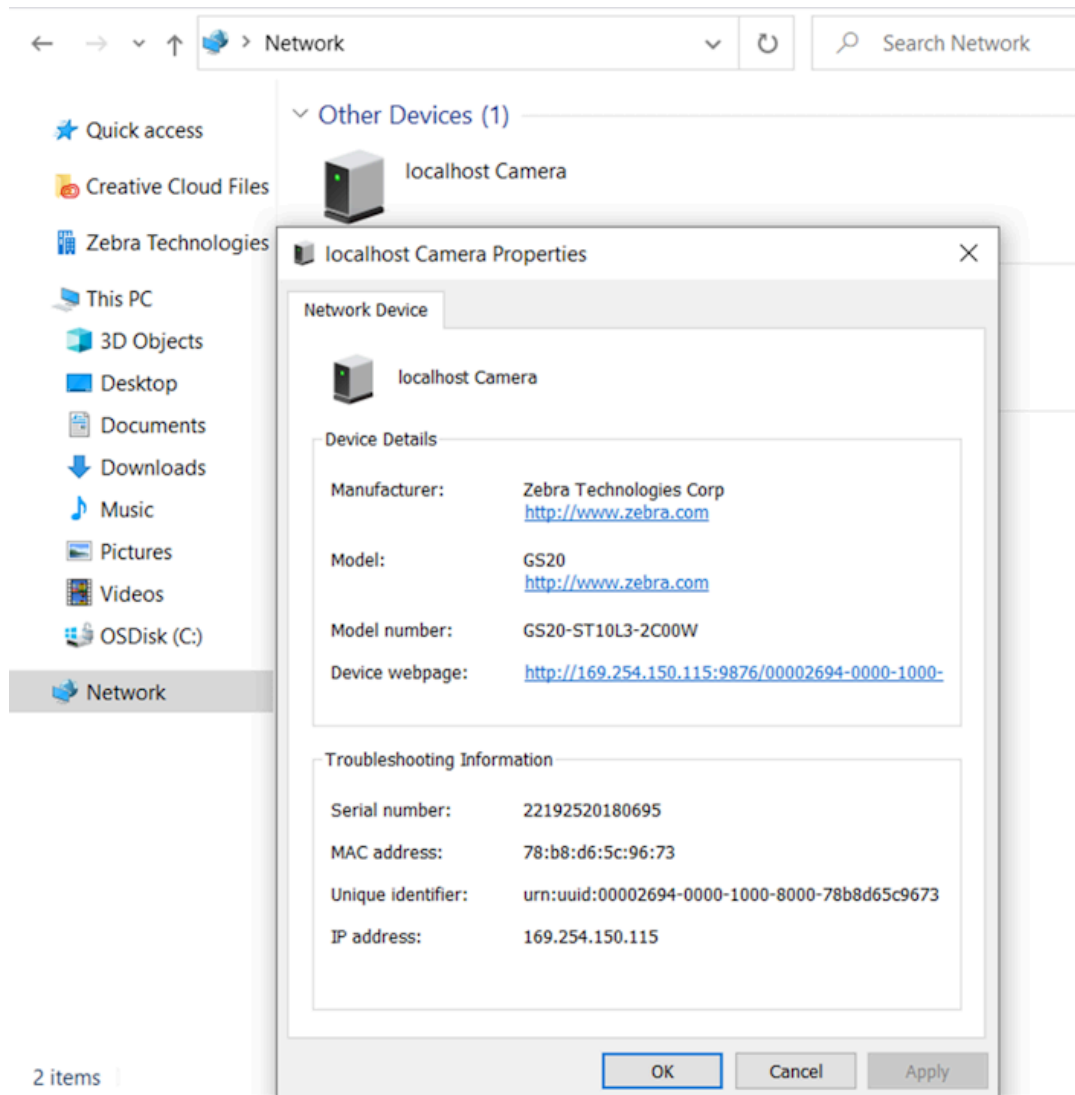 Network
Search Network
Quick access
Creative Cloud Files
Zebra Technologies
This PC
3D Objects
Desktop
Documents
Downloads
Music
Pictures
Videos
OSDisk (C:)
Network
2 items
Other Devices (1)
localhost Camera
localhost Camera Properties
Network Device
localhost Camera
Device Details
Manufacturer: Zebra Technologies Corp
http://www.zebra.com
Model: GS20
http://www.zebra.com
Model number: GS20-ST10L3-2C00W
Device webpage: http://169.254.150.115:9876/00002694-0000-1000-
Troubleshooting Information
Serial number: 22192520180695
MAC address: 78:b8:d6:5c:96:73
Unique identifier: urn:uuid:00002694-0000-1000-8000-78b8d65c9673
IP address: 169.254.150.115
OK Cancel Apply